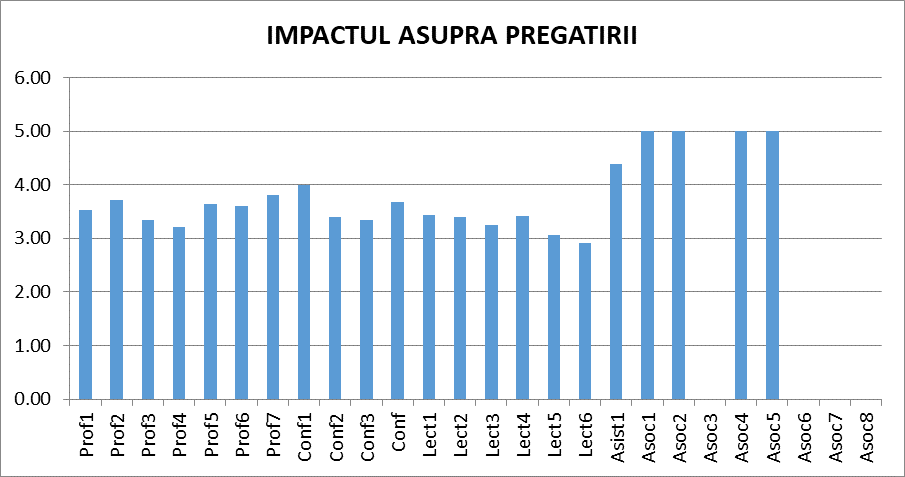 IMPACTUL ASUPRA PREGATIRII
6.00
5.00
4.00
3.00
2.00
1.00
0.00
Prof1
Prof2
Prof3
Prof4
Prof5
Prof6
Prof7
Conf1
Conf2
Conf3
Conf
Lect1
Lect2
Lect3
Lect4
Lect5
Lect6
Asist1
Asoc1
Asoc2
Asoc3
Asoc4
Asoc5
Asoc6
Asoc7
Asoc8